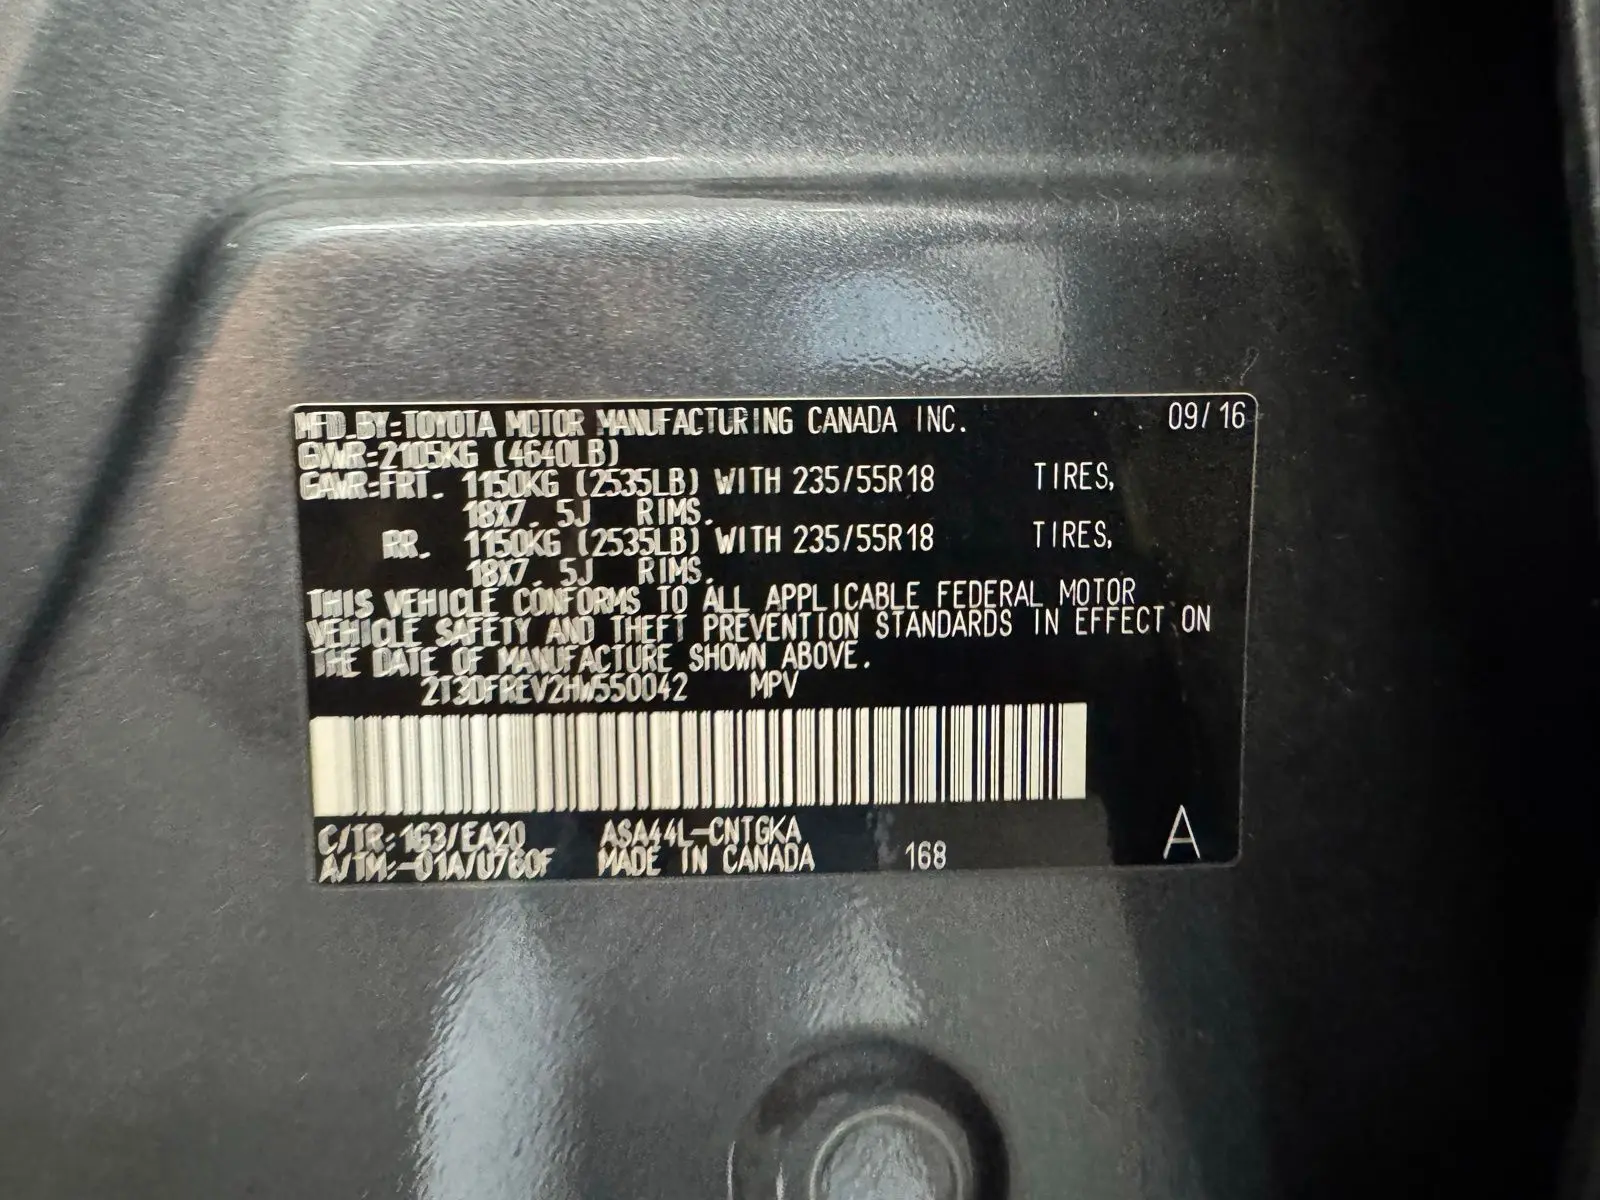 MFD.BY:TOYOTA MOTOR MANUFACTURING CANADA INC. 09/16
GVWR:2105KG (4640LB)
GAWR:FRT. 1150KG (2535LB) WITH 235/55R18 TIRES,
18X7.5J RIMS.
RR. 1150KG (2535LB) WITH 235/55R18 TIRES,
18X7.5J RIMS.
THIS VEHICLE CONFORMS TO ALL APPLICABLE FEDERAL MOTOR
VEHICLE SAFETY AND THEFT PREVENTION STANDARDS IN EFFECT ON
THE DATE OF MANUFACTURE SHOWN ABOVE.
2T3DFREV2HW550042 MPV
C/TR:1G3/EA20 ASA44L-CNTGKA
A/TM:-01A/0760F MADE IN CANADA 168 A